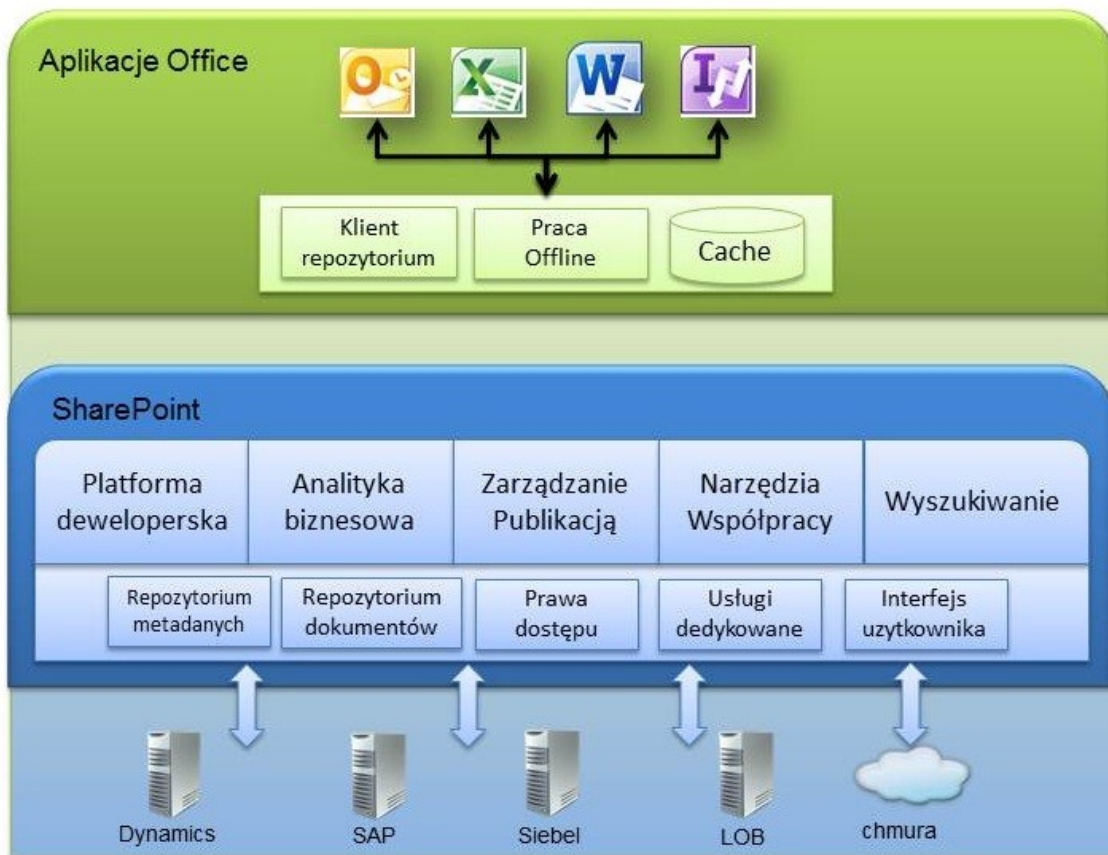 Aplikacje Office
O
X
W
I
Klient
repozytorium
Praca
Offline
Cache
SharePoint
Platforma
deweloperska
Analityka
biznesowa
Zarządzanie
Publikacją
Narzędzia
Współpracy
Wyszukiwanie
Repozytorium
metadanych
Repozytorium
dokumentów
Prawa
dostępu
Usługi
dedykowane
Interfejs
uzytkownika
Dynamics
SAP
Siebel
LOB
chmura